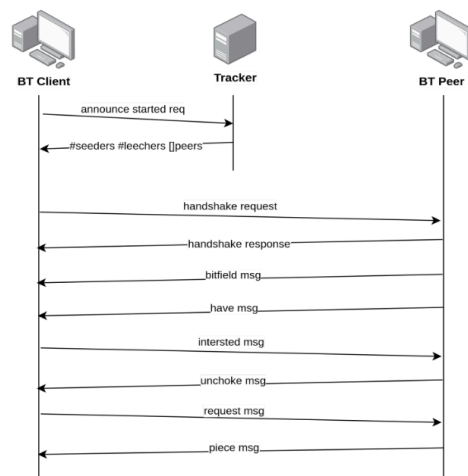 BT Client
Tracker
BT Peer
announce started req
#seeders #leechers []peers
handshake request
handshake response
bitfield msg
have msg
intersted msg
unchoke msg
request msg
piece msg